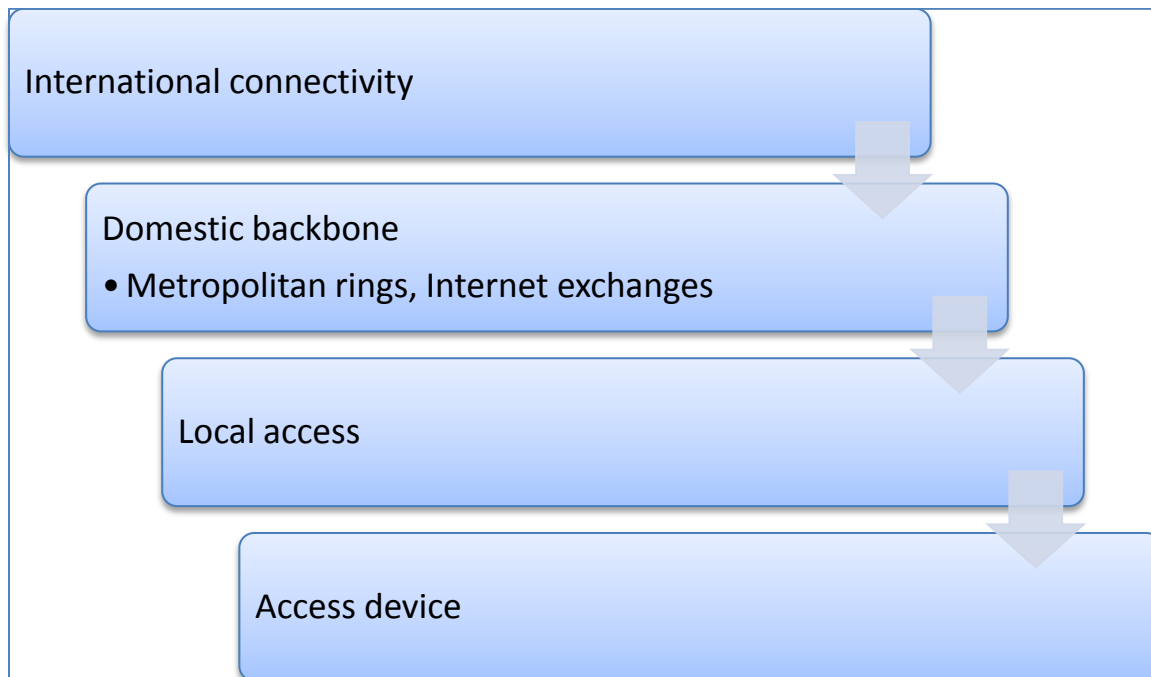 International connectivity
Domestic backbone
• Metropolitan rings, Internet exchanges
Local access
Access device